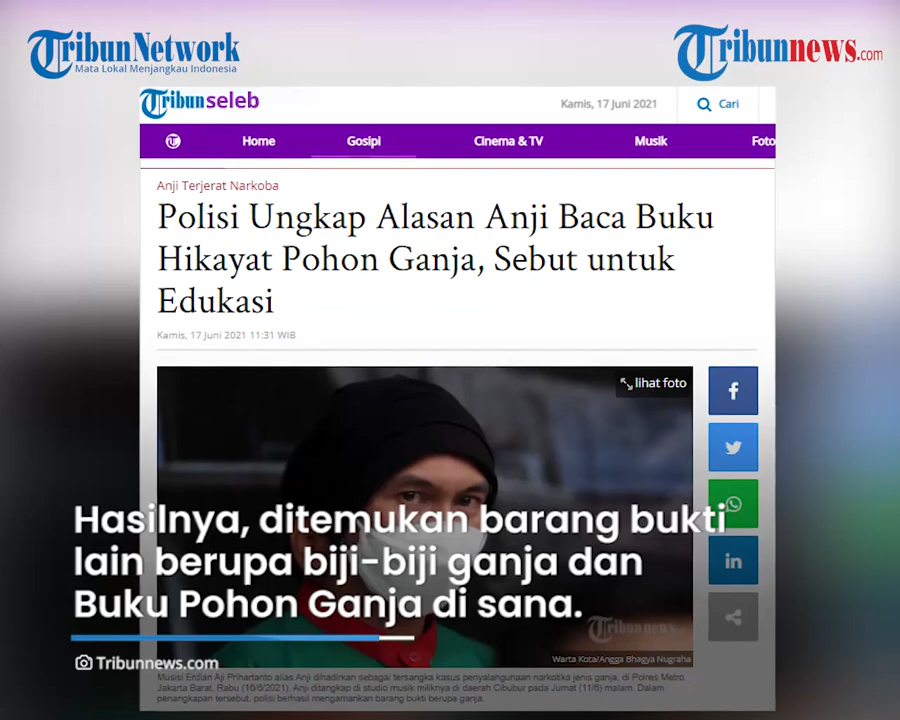 TribunNetwork
Mata Lokal Menjangkau Indonesia
Tribunnews.com
Tribunseleb
Kamis, 17 Juni 2021
Cari
Home Gosipi Cinema & TV Musik Foto
Anji Terjerat Narkoba
Polisi Ungkap Alasan Anji Baca Buku
Hikayat Pohon Ganja, Sebut untuk
Edukasi
Kamis, 17 Juni 2021 11:31 WIB
lihat foto
Hasilnya, ditemukan barang bukti
lain berupa biji-biji ganja dan
Buku Pohon Ganja di sana.
Tribunnews
Tribunnews.com
Warta Kota/Angga Bhagya Nugraha
Musisi Erdian Aji Prihartanto alias Anji dihadirkan sebagai tersangka kasus penyalahgunaan narkotika jenis ganja, di Polres Metro
Jakarta Barat, Rabu (16/6/2021). Anji ditangkap di studio musik miliknya di daerah Cibubur pada Jumat (11/6) malam. Dalam
penangkapan tersebut, polisi berhasil mengamankan barang bukti berupa ganja.